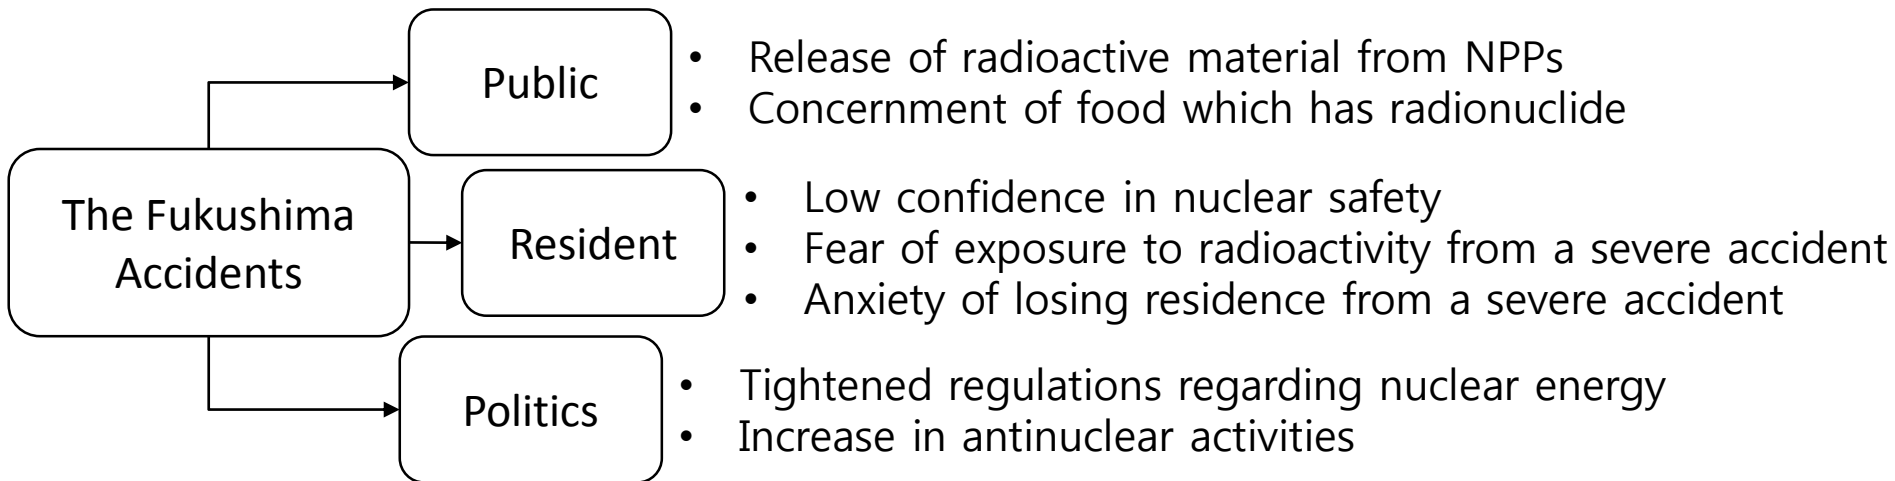 Public
• Release of radioactive material from NPPs
• Concernment of food which has radionuclide
The Fukushima
Accidents
Resident
• Low confidence in nuclear safety
• Fear of exposure to radioactivity from a severe accident
• Anxiety of losing residence from a severe accident
Politics
• Tightened regulations regarding nuclear energy
• Increase in antinuclear activities